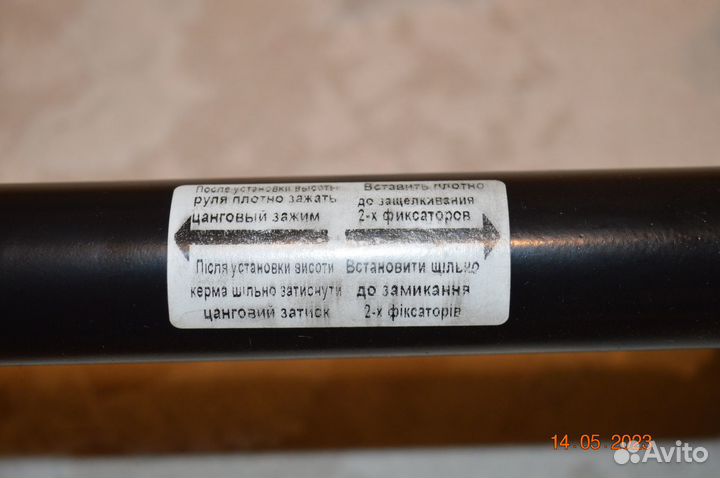 После установки высоты
руля плотно зажать
цанговый зажим
Вставить плотно
до защелкивания
2-х фиксаторов
Після установки висоти
керма шільно затиснути
цанговий затиск
Встановити щільно
до замикання
2-х фіксаторів
14.05.2023
Avito